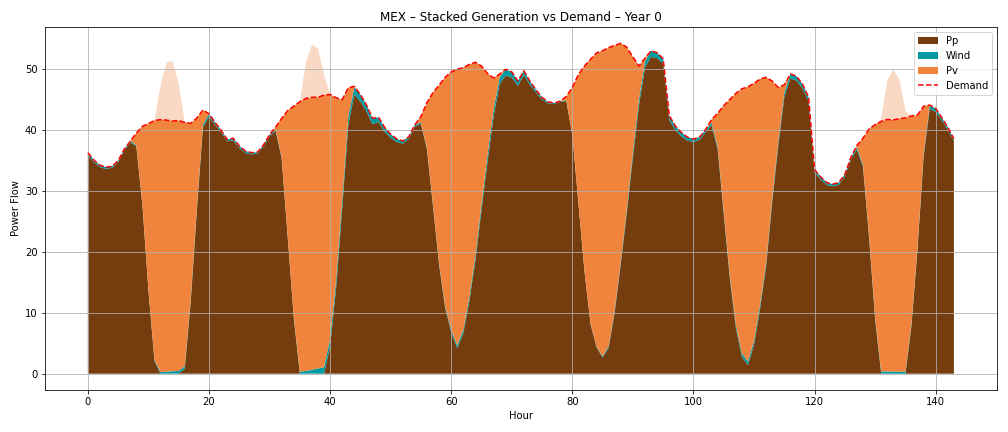 MEX – Stacked Generation vs Demand – Year 0
Pp
Wind
Pv
Demand
Power Flow
50
40
30
20
10
0
0 20 40 60 80 100 120 140
Hour